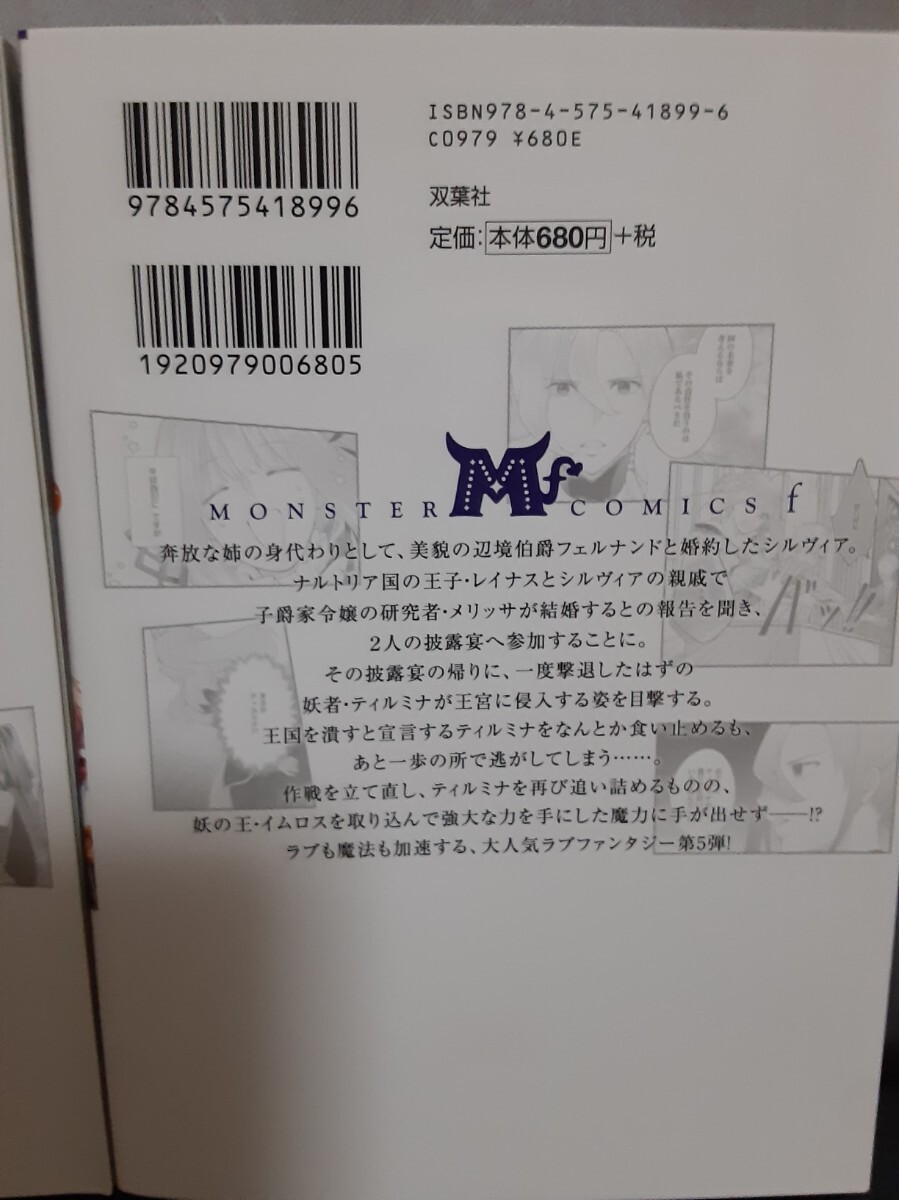 ISBN978-4-575-41899-6
C0979 ¥680E
9784575418996
双葉社
定価:本体680円+税
1920979006805
MONSTER Mf COMICS f
奔放な姉の身代わりとして、美貌の辺境伯爵フェルナンドと婚約したシルヴィア。
ナルトリア国の王子・レイナスとシルヴィアの親戚で
子爵家令嬢の研究者・メリッサが結婚するとの報告を聞き、
2人の披露宴へ参加することに。
その披露宴の帰りに、一度撃退したはずの
妖者・ティルミナが王宮に侵入する姿を目撃する。
王国を潰すと宣言するティルミナをなんとか食い止めるも、
あと一歩の所で逃がしてしまう……。
作戦を立て直し、ティルミナを再び追い詰めるものの、
妖の王・イムロスを取り込んで強大な力を手にした魔力に手が出せず――!?
ラブも魔法も加速する、大人気ラブファンタジー第5弾!
バッ!!